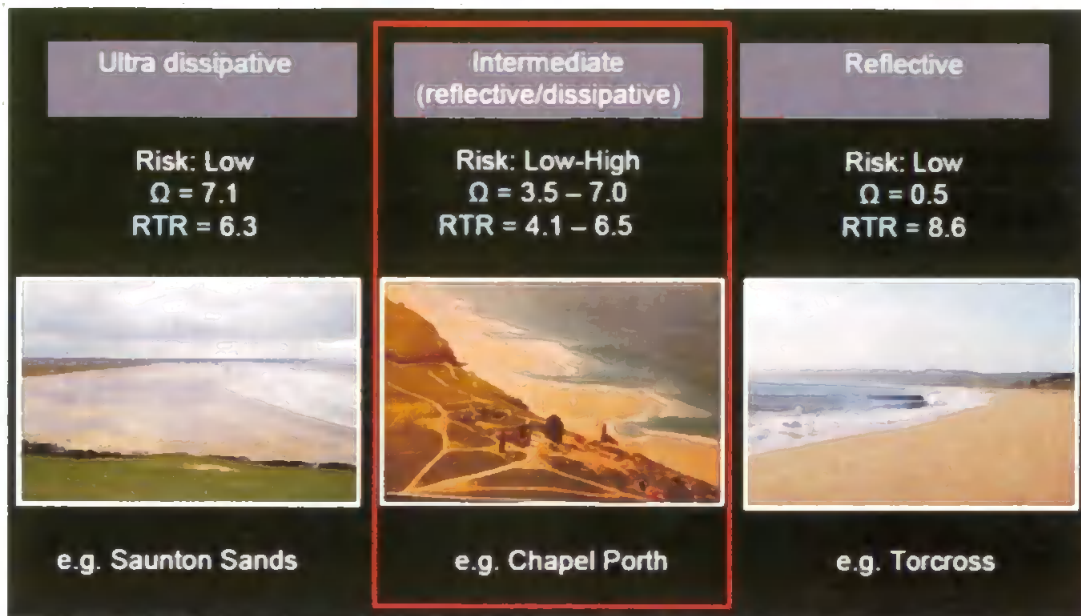 Ultra dissipative
Risk: Low
Ω = 7.1
RTR = 6.3
e.g. Saunton Sands
Intermediate
(reflective/dissipative)
Risk: Low-High
Ω = 3.5 – 7.0
RTR = 4.1 – 6.5
e.g. Chapel Porth
Reflective
Risk: Low
Ω = 0.5
RTR = 8.6
e.g. Torcross